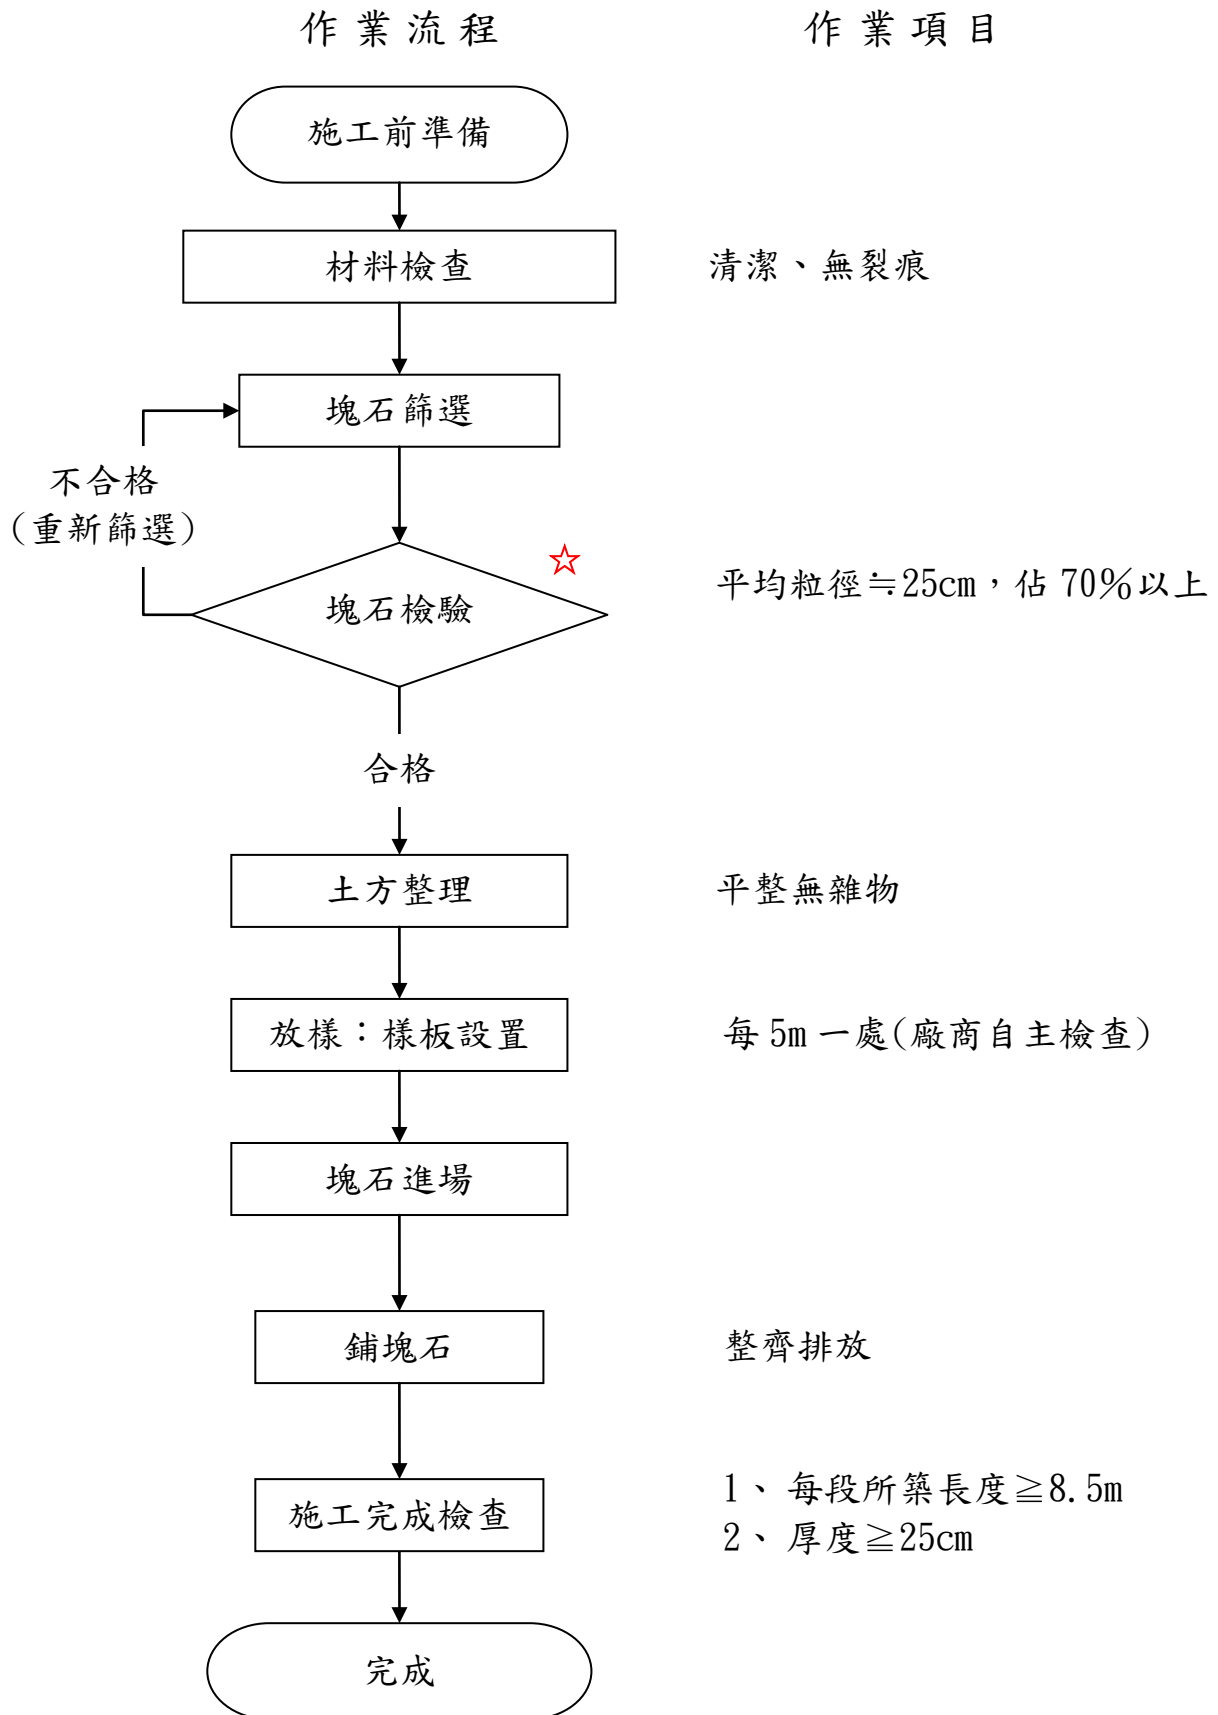 作業流程 作業項目
施工前準備
材料檢查 清潔、無裂痕
塊石篩選
不合格
(重新篩選)
塊石檢驗 ☆ 平均粒徑≒25cm，佔 70%以上
合格
土方整理 平整無雜物
放樣：樣板設置 每 5m 一處(廠商自主檢查)
塊石進場
鋪塊石 整齊排放
施工完成檢查
1、 每段所築長度≧8.5m
2、 厚度≧25cm
完成